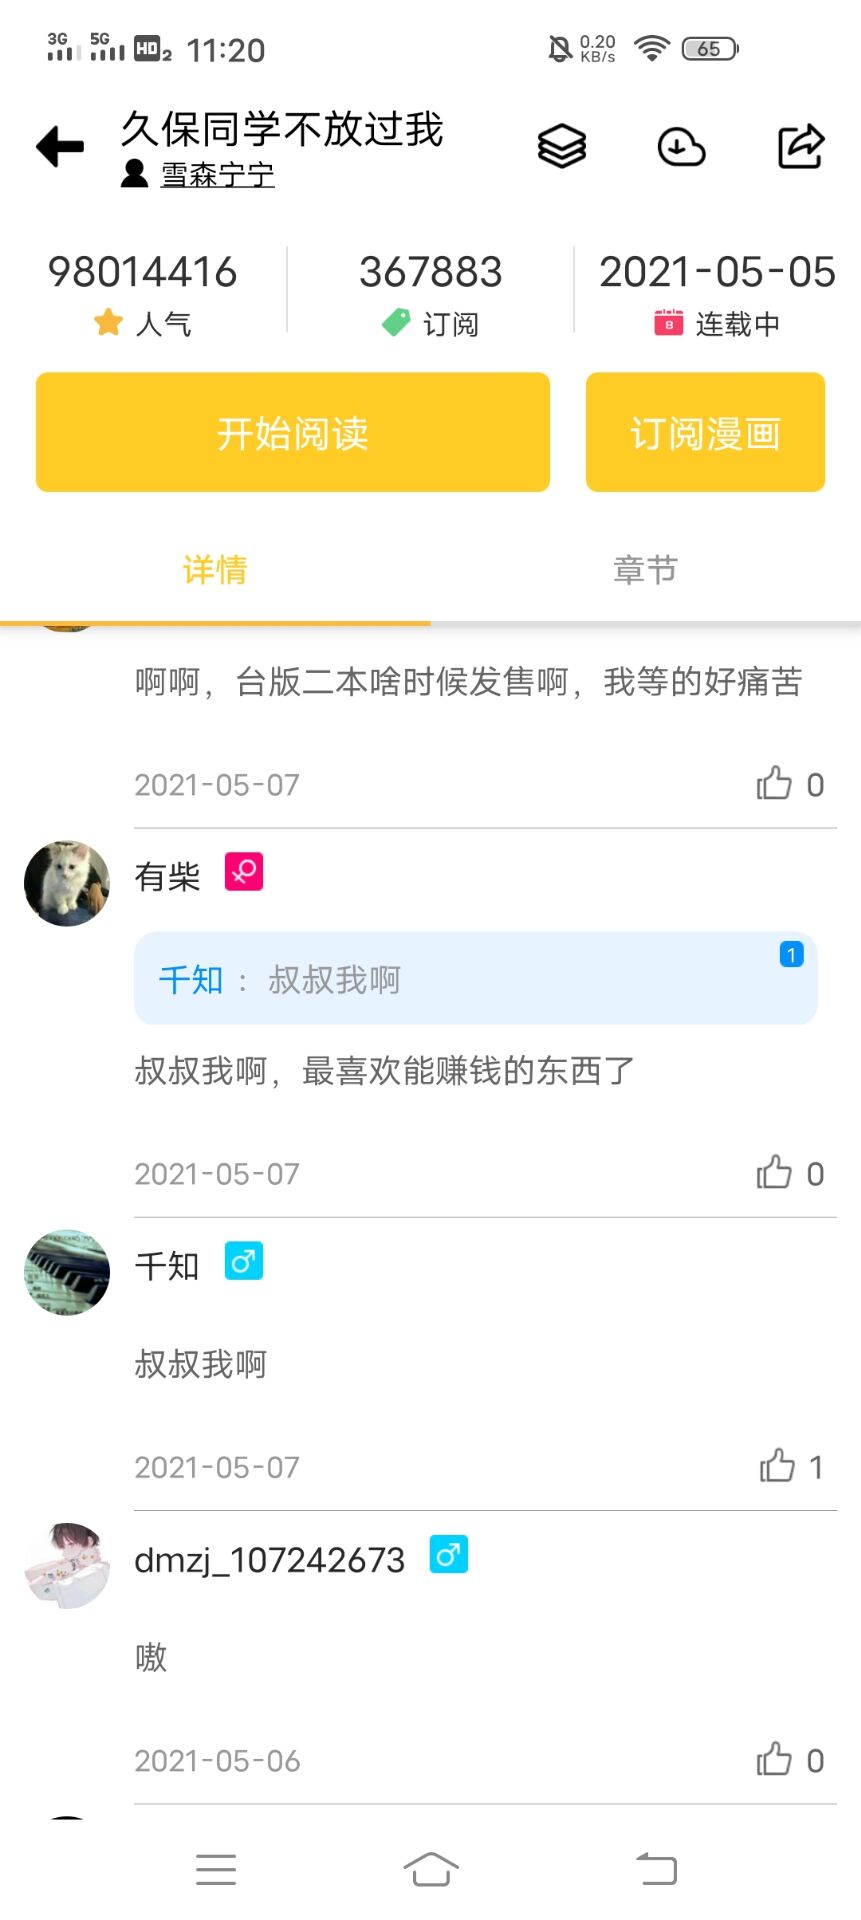 3G 5G HD 2 11:20 0.20 KB/s 65
久保同学不放过我
雪森宁宁
98014416 367883 2021-05-05
人气 订阅 8 连载中
开始阅读 订阅漫画
详情 章节
啊啊，台版二本啥时候发售啊，我等的好痛苦
2021-05-07 0
有柴
千知： 叔叔我啊 1
叔叔我啊，最喜欢能赚钱的东西了
2021-05-07 0
千知
叔叔我啊
2021-05-07 1
dmzj_107242673
嗷
2021-05-06 0